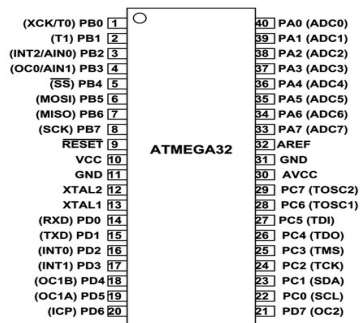 (XCK/T0) PB0 1 40 PA0 (ADC0)
(T1) PB1 2 39 PA1 (ADC1)
(INT2/AIN0) PB2 3 38 PA2 (ADC2)
(OC0/AIN1) PB3 4 37 PA3 (ADC3)
(SS) PB4 5 36 PA4 (ADC4)
(MOSI) PB5 6 35 PA5 (ADC5)
(MISO) PB6 7 34 PA6 (ADC6)
(SCK) PB7 8 33 PA7 (ADC7)
RESET 9 ATMEGA32 32 AREF
VCC 10 31 GND
GND 11 30 AVCC
XTAL2 12 29 PC7 (TOSC2)
XTAL1 13 28 PC6 (TOSC1)
(RXD) PD0 14 27 PC5 (TDI)
(TXD) PD1 15 26 PC4 (TDO)
(INT0) PD2 16 25 PC3 (TMS)
(INT1) PD3 17 24 PC2 (TCK)
(OC1B) PD4 18 23 PC1 (SDA)
(OC1A) PD5 19 22 PC0 (SCL)
(ICP) PD6 20 21 PD7 (OC2)